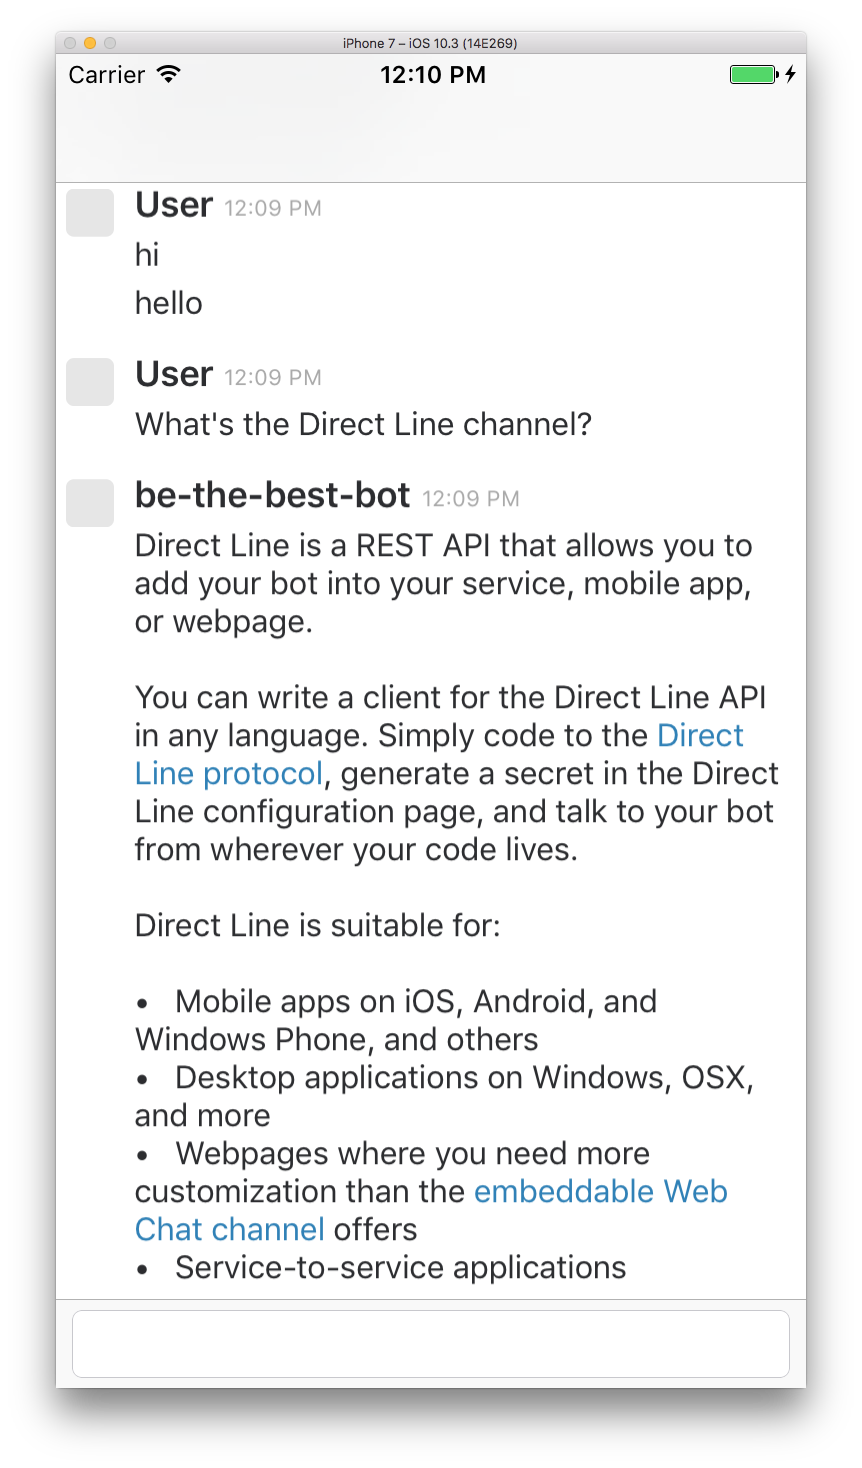 iPhone 7 – iOS 10.3 (14E269)
Carrier 12:10 PM
User 12:09 PM
hi
hello
User 12:09 PM
What's the Direct Line channel?
be-the-best-bot 12:09 PM
Direct Line is a REST API that allows you to
add your bot into your service, mobile app,
or webpage.
You can write a client for the Direct Line API
in any language. Simply code to the Direct
Line protocol, generate a secret in the Direct
Line configuration page, and talk to your bot
from wherever your code lives.
Direct Line is suitable for:
• Mobile apps on iOS, Android, and
Windows Phone, and others
• Desktop applications on Windows, OSX,
and more
• Webpages where you need more
customization than the embeddable Web
Chat channel offers
• Service-to-service applications